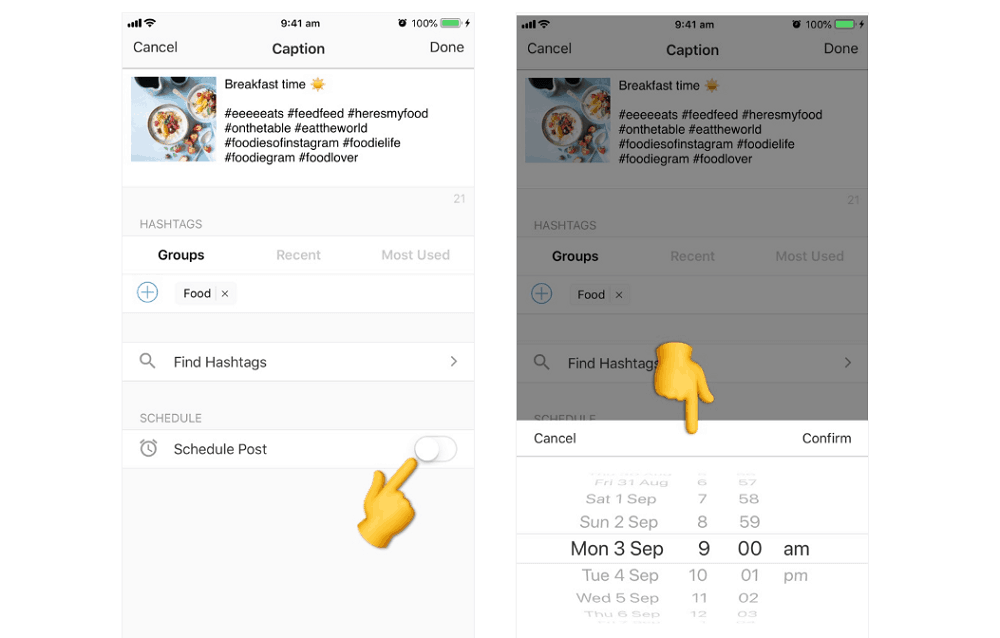 9:41 am
100%
Cancel
Caption
Done
Breakfast time
#eeeeeats #feedfeed #heresmyfood
#onthetable #eattheworld
#foodiesofinstagram #foodielife
#foodiegram #foodlover
21
HASHTAGS
Groups Recent Most Used
Food ×
Find Hashtags
SCHEDULE
Schedule Post
9:41 am
100%
Cancel
Caption
Done
Breakfast time
#eeeeeats #feedfeed #heresmyfood
#onthetable #eattheworld
#foodiesofinstagram #foodielife
#foodiegram #foodlover
21
HASHTAGS
Groups Recent Most Used
Food ×
Find Hashtags
SCHEDULE
Cancel Confirm
Fri 31 Aug 6 57
Sat 1 Sep 7 58
Sun 2 Sep 8 59
Mon 3 Sep 9 00 am
Tue 4 Sep 10 01 pm
Wed 5 Sep 11 02
Thu 6 Sep 12 03